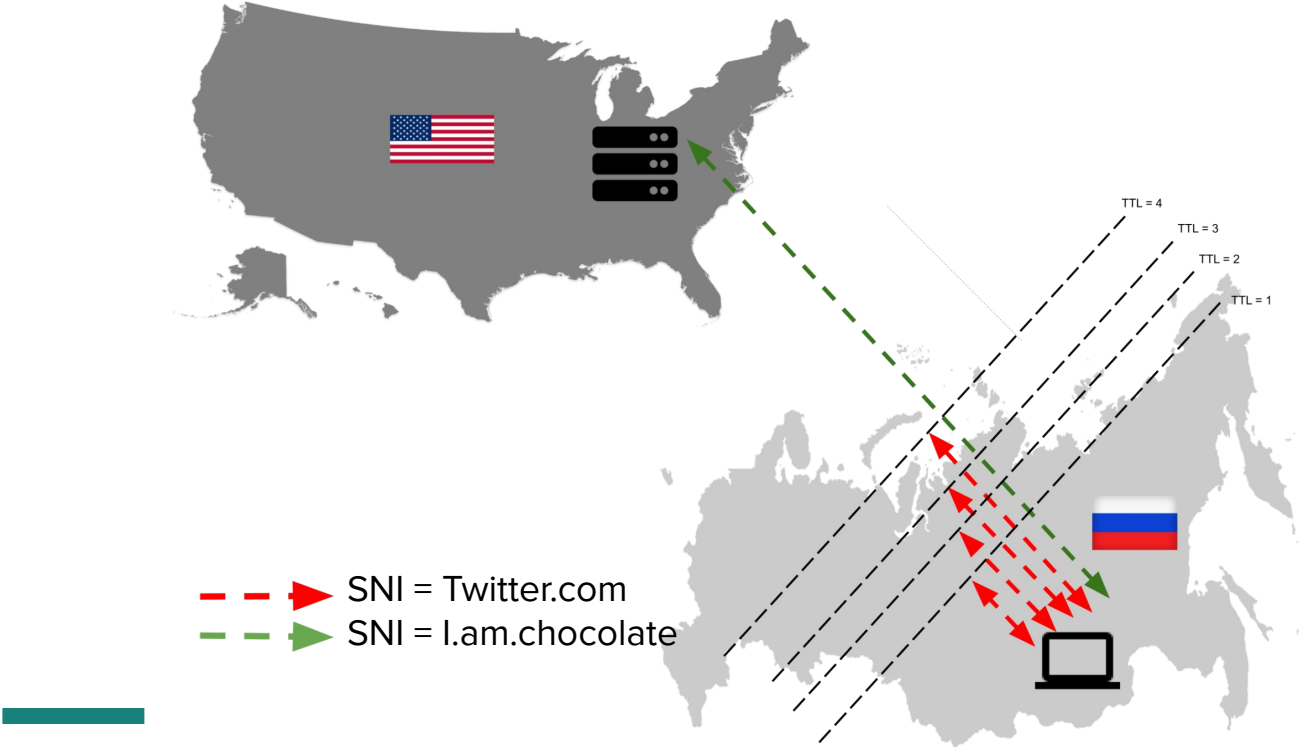 TTL = 4
TTL = 3
TTL = 2
TTL = 1
SNI = Twitter.com
SNI = I.am.chocolate